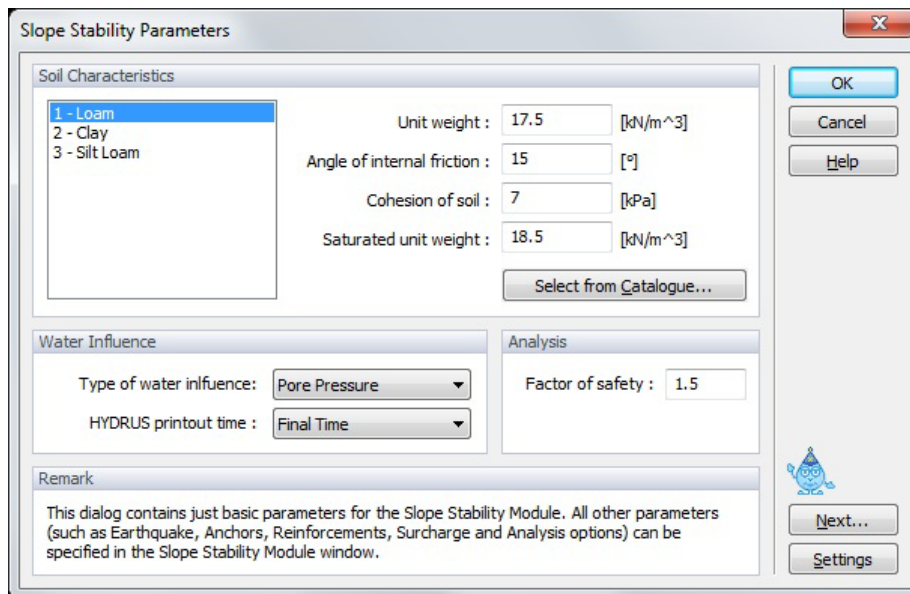 Slope Stability Parameters
X
Soil Characteristics
1 - Loam
2 - Clay
3 - Silt Loam
Unit weight : 17.5 [kN/m^3]
Angle of internal friction : 15 [º]
Cohesion of soil : 7 [kPa]
Saturated unit weight : 18.5 [kN/m^3]
Select from Catalogue...
Water Influence
Type of water inlfuence: Pore Pressure
HYDRUS printout time : Final Time
Analysis
Factor of safety : 1.5
Remark
This dialog contains just basic parameters for the Slope Stability Module. All other parameters
(such as Earthquake, Anchors, Reinforcements, Surcharge and Analysis options) can be
specified in the Slope Stability Module window.
OK
Cancel
Help
Next...
Settings